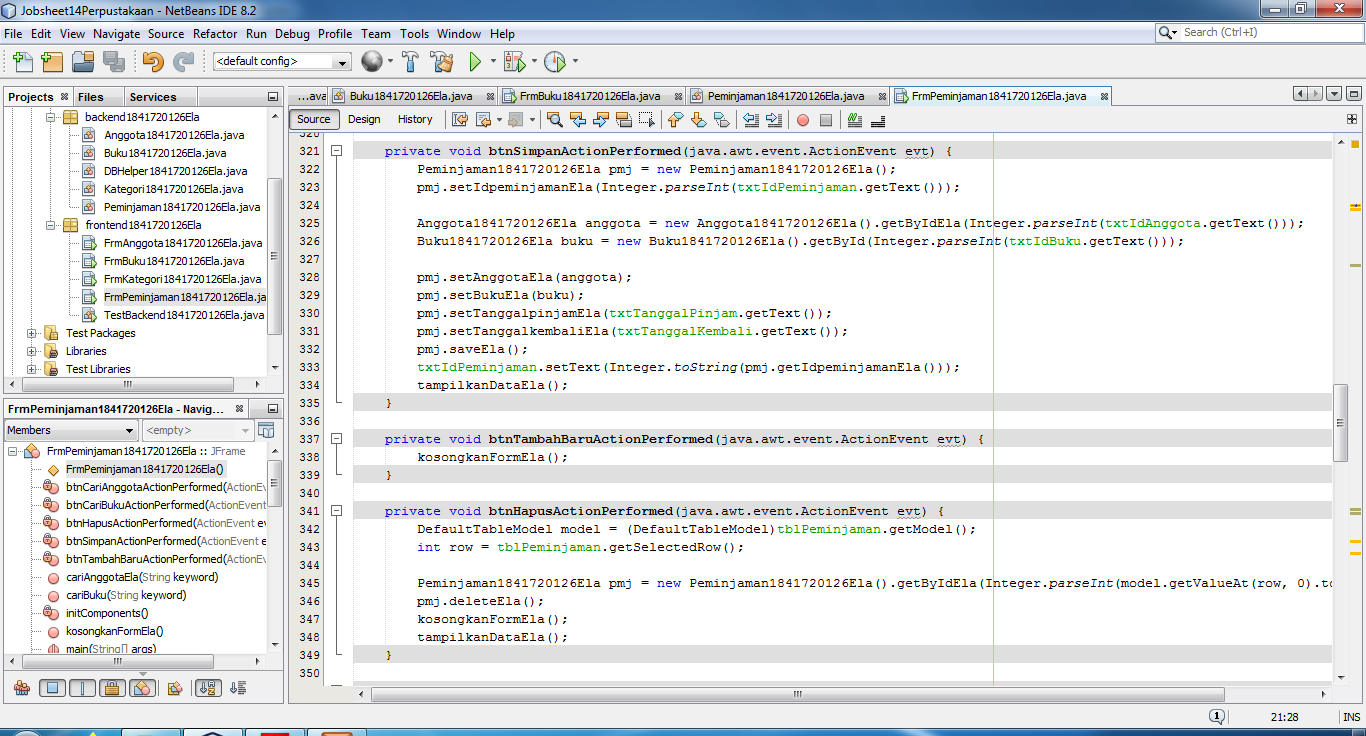 Jobsheet14Perpustakaan - NetBeans IDE 8.2
File Edit View Navigate Source Refactor Run Debug Profile Team Tools Window Help
Search (Ctrl+I)
<default config>
Projects Files Services
backend1841720126Ela
Anggota1841720126Ela.java
Buku1841720126Ela.java
DBHelper1841720126Ela.java
Kategori1841720126Ela.java
Peminjaman1841720126Ela.java
frontend1841720126Ela
FrmAnggota1841720126Ela.java
FrmBuku1841720126Ela.java
FrmKategori1841720126Ela.java
FrmPeminjaman1841720126Ela.ja
TestBackend1841720126Ela.java
Test Packages
Libraries
Test Libraries
FrmPeminjaman1841720126Ela - Navig...
Members <empty>
FrmPeminjaman1841720126Ela :: JFrame
FrmPeminjaman1841720126Ela()
btnCariAnggotaActionPerformed(ActionEv
btnCariBukuActionPerformed(ActionEvent
btnHapusActionPerformed(ActionEvent ev
btnSimpanActionPerformed(ActionEvent e
btnTambahBaruActionPerformed(ActionEv
cariAnggotaEla(String keyword)
cariBuku(String keyword)
initComponents()
kosongkanFormEla()
main(String[] args)
...ava Buku1841720126Ela.java FrmBuku1841720126Ela.java Peminjaman1841720126Ela.java FrmPeminjaman1841720126Ela.java
Source Design History
320
321 private void btnSimpanActionPerformed(java.awt.event.ActionEvent evt) {
322 Peminjaman1841720126Ela pmj = new Peminjaman1841720126Ela();
323 pmj.setIdpeminjamanEla(Integer.parseInt(txtIdPeminjaman.getText()));
324
325 Anggota1841720126Ela anggota = new Anggota1841720126Ela().getByIdEla(Integer.parseInt(txtIdAnggota.getText()));
326 Buku1841720126Ela buku = new Buku1841720126Ela().getById(Integer.parseInt(txtIdBuku.getText()));
327
328 pmj.setAnggotaEla(anggota);
329 pmj.setBukuEla(buku);
330 pmj.setTanggalpinjamEla(txtTanggalPinjam.getText());
331 pmj.setTanggalkembaliEla(txtTanggalKembali.getText());
332 pmj.saveEla();
333 txtIdPeminjaman.setText(Integer.toString(pmj.getIdpeminjamanEla()));
334 tampilkanDataEla();
335 }
336
337 private void btnTambahBaruActionPerformed(java.awt.event.ActionEvent evt) {
338 kosongkanFormEla();
339 }
340
341 private void btnHapusActionPerformed(java.awt.event.ActionEvent evt) {
342 DefaultTableModel model = (DefaultTableModel)tblPeminjaman.getModel();
343 int row = tblPeminjaman.getSelectedRow();
344
345 Peminjaman1841720126Ela pmj = new Peminjaman1841720126Ela().getByIdEla(Integer.parseInt(model.getValueAt(row, 0).to
346 pmj.deleteEla();
347 kosongkanFormEla();
348 tampilkanDataEla();
349 }
350
1 21:28 INS